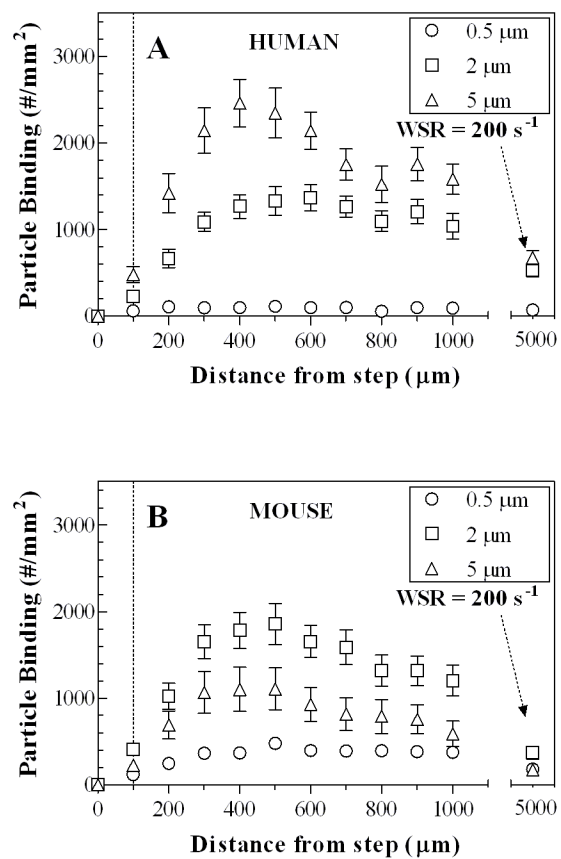 A
HUMAN
0.5 µm
2 µm
5 µm
WSR = 200 s⁻¹
Particle Binding (#/mm²)
3000
2000
1000
0
0 200 400 600 800 1000 5000
Distance from step (µm)
B
MOUSE
0.5 µm
2 µm
5 µm
WSR = 200 s⁻¹
Particle Binding (#/mm²)
3000
2000
1000
0
0 200 400 600 800 1000 5000
Distance from step (µm)